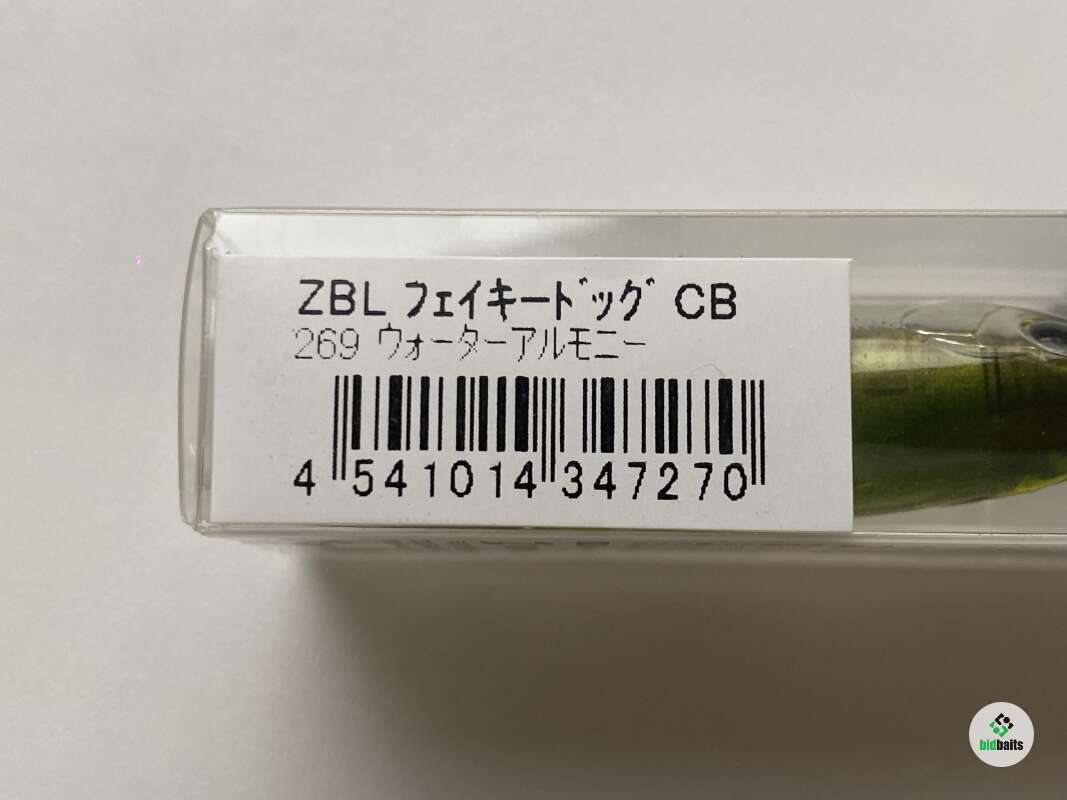 ZBL フェイキードッグ CB
269 ウォーターアルモニー
4 541014 347270
bidbaits